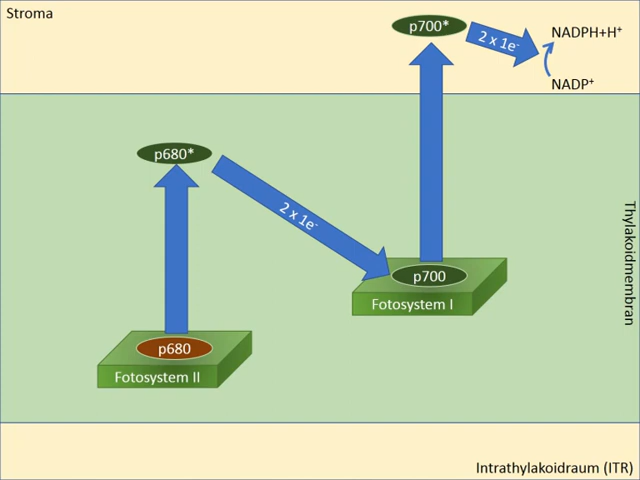 Stroma
p700*
2 x 1e⁻
NADPH+H⁺
NADP⁺
p680*
2 x 1e⁻
Thylakoidmembran
p700
Fotosystem I
p680
Fotosystem II
Intrathylakoidraum (ITR)